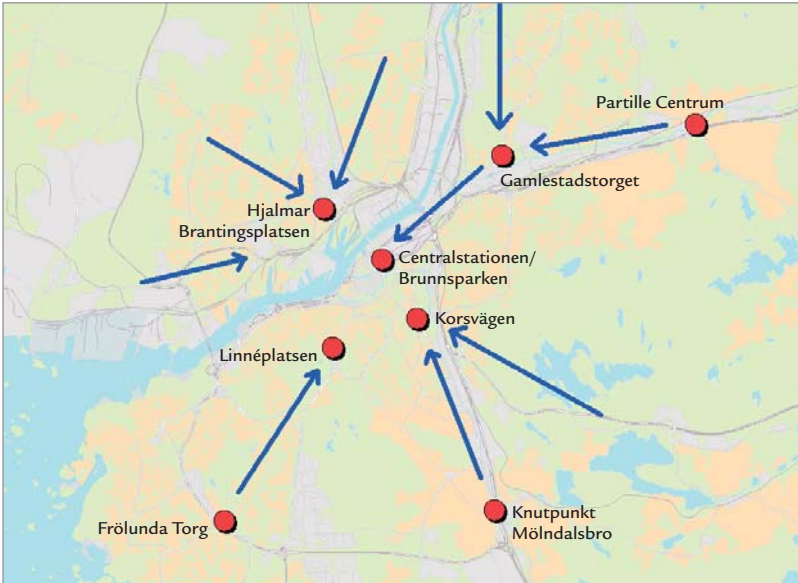 Partille Centrum
Gamlestadstorget
Hjalmar
Brantingsplatsen
Centralstationen/
Brunnsparken
Korsvägen
Linnéplatsen
Frölunda Torg
Knutpunkt
Mölndalsbro